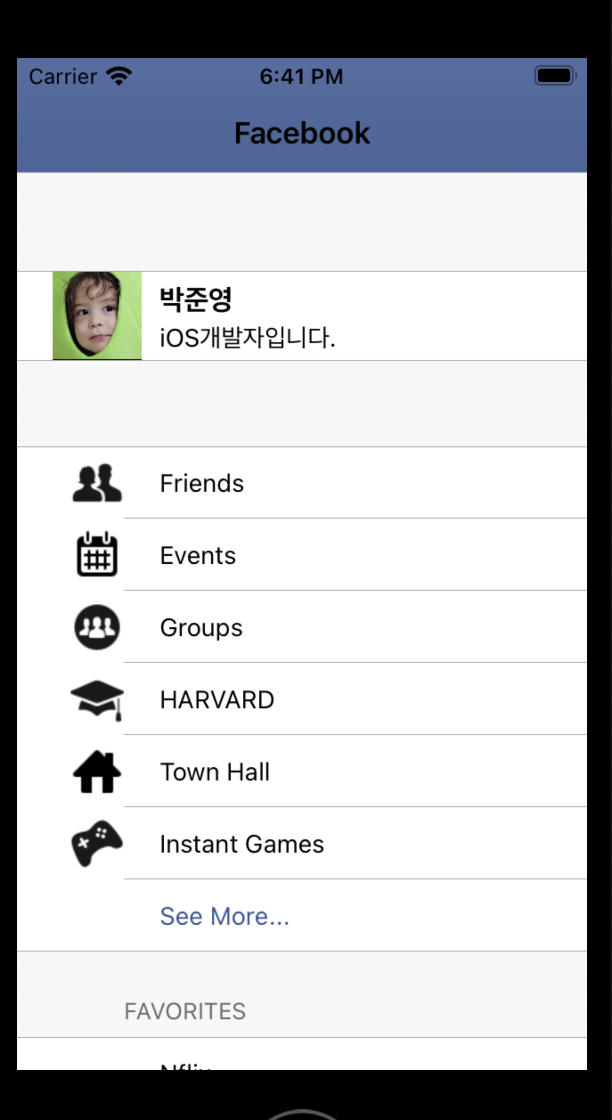 Carrier 6:41 PM
Facebook
박준영
iOS개발자입니다.
Friends
Events
Groups
HARVARD
Town Hall
Instant Games
See More...
FAVORITES